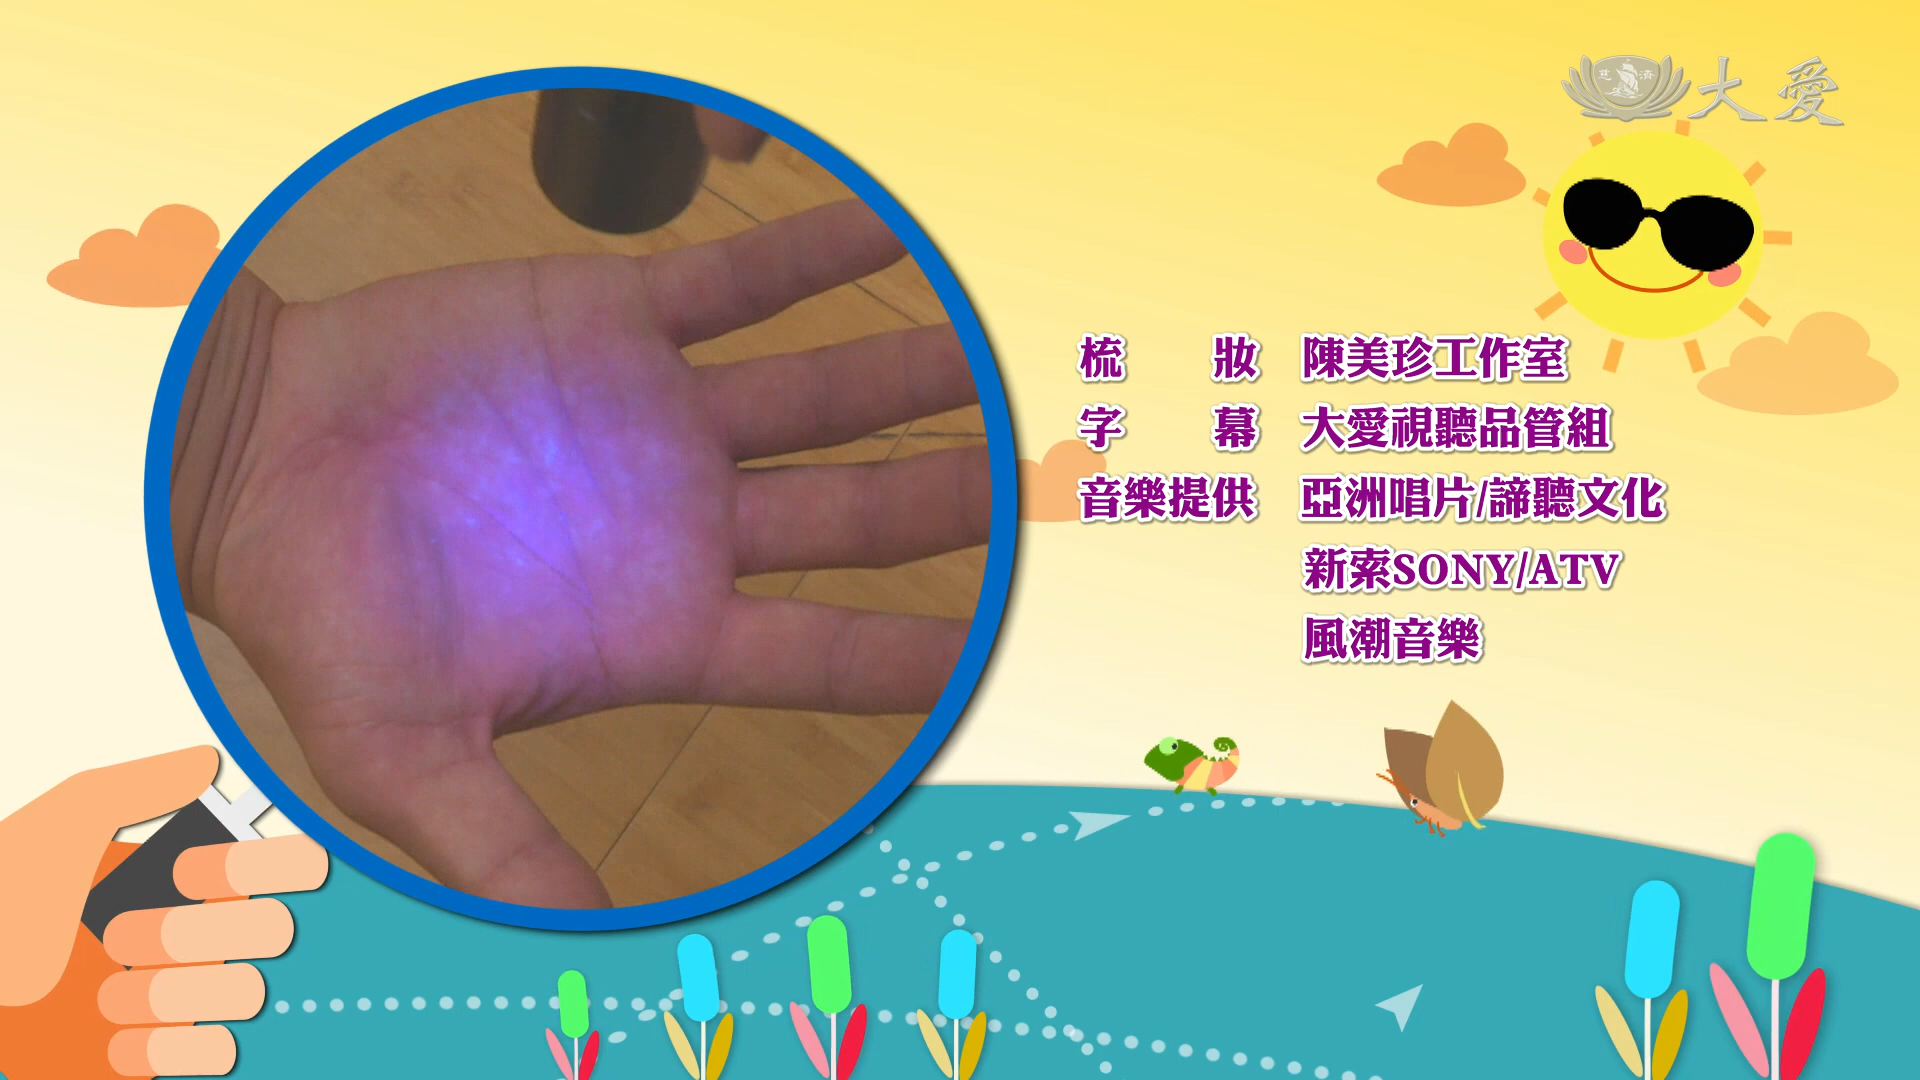 慈濟
大愛
梳妝 陳美珍工作室
字幕 大愛視聽品管組
音樂提供 亞洲唱片/諦聽文化
新索SONY/ATV
風潮音樂